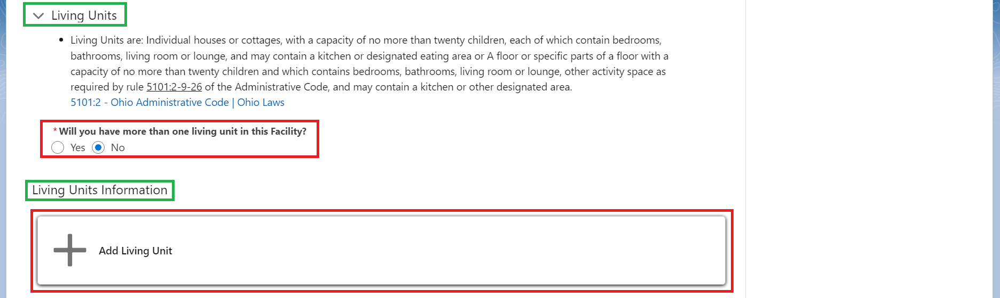 Living Units
• Living Units are: Individual houses or cottages, with a capacity of no more than twenty children, each of which contain bedrooms,
bathrooms, living room or lounge, and may contain a kitchen or designated eating area or A floor or specific parts of a floor with a
capacity of no more than twenty children and which contains bedrooms, bathrooms, living room or lounge, other activity space as
required by rule 5101:2-9-26 of the Administrative Code, and may contain a kitchen or other designated area.
5101:2 - Ohio Administrative Code | Ohio Laws
* Will you have more than one living unit in this Facility?
Yes No
Living Units Information
Add Living Unit